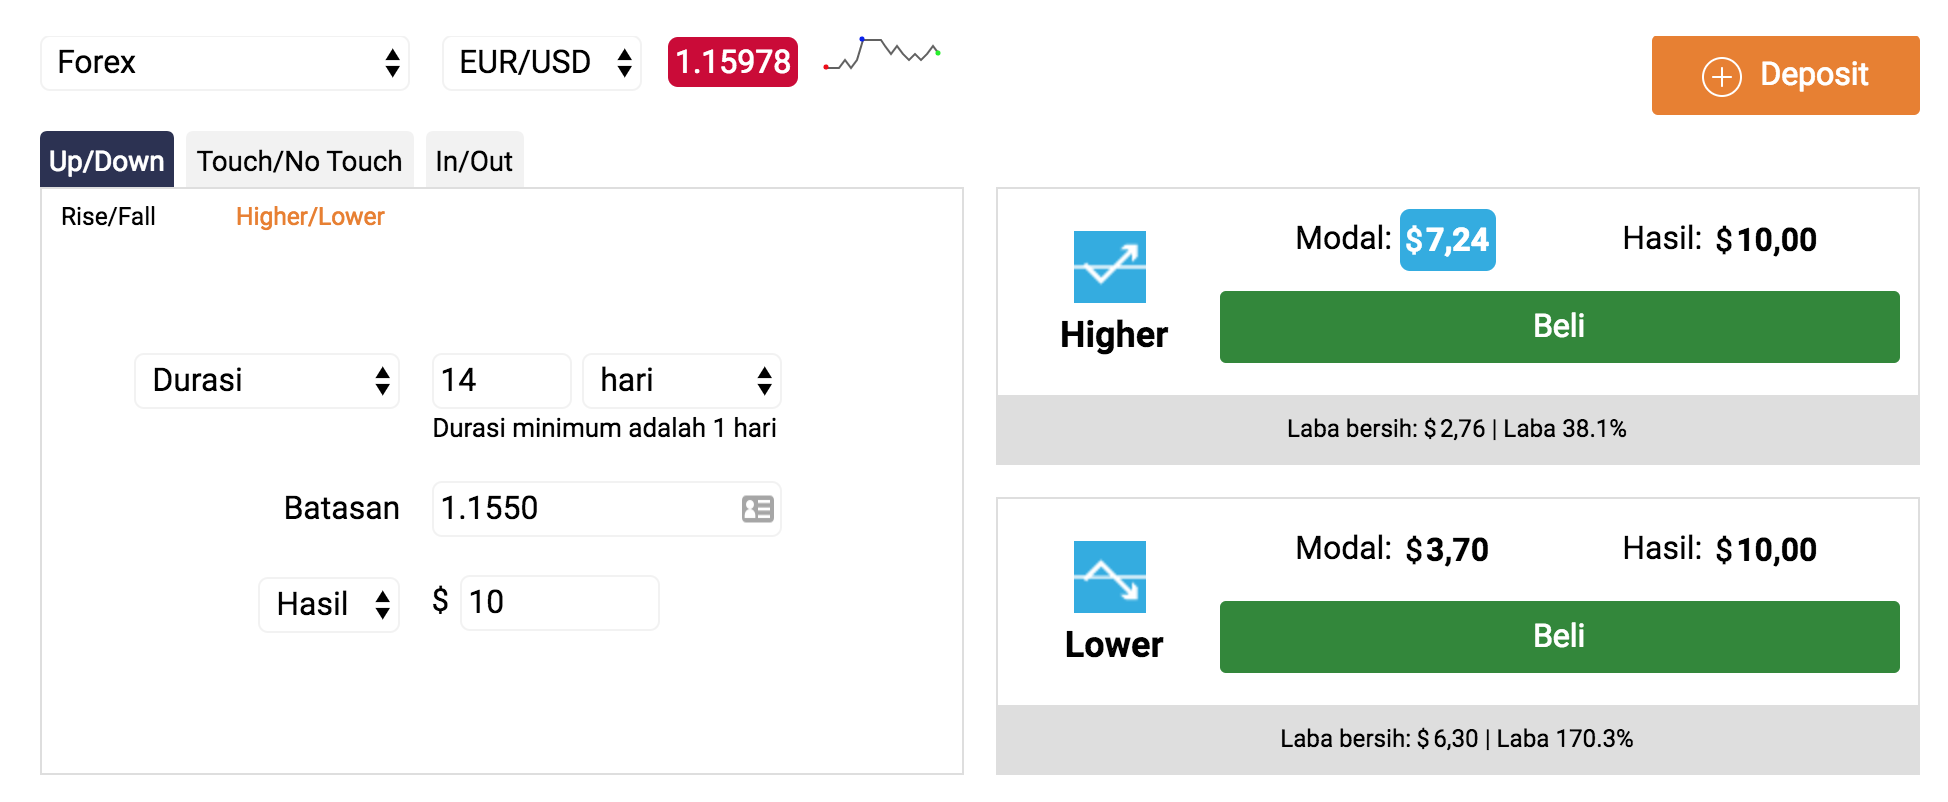 Forex
EUR/USD
1.15978
Deposit
Up/Down
Touch/No Touch
In/Out
Rise/Fall
Higher/Lower
Durasi
14
hari
Durasi minimum adalah 1 hari
Batasan
1.1550
Hasil
$ 10
Higher
Modal: $7,24
Hasil: $10,00
Beli
Laba bersih: $2,76 | Laba 38.1%
Lower
Modal: $3,70
Hasil: $10,00
Beli
Laba bersih: $6,30 | Laba 170.3%